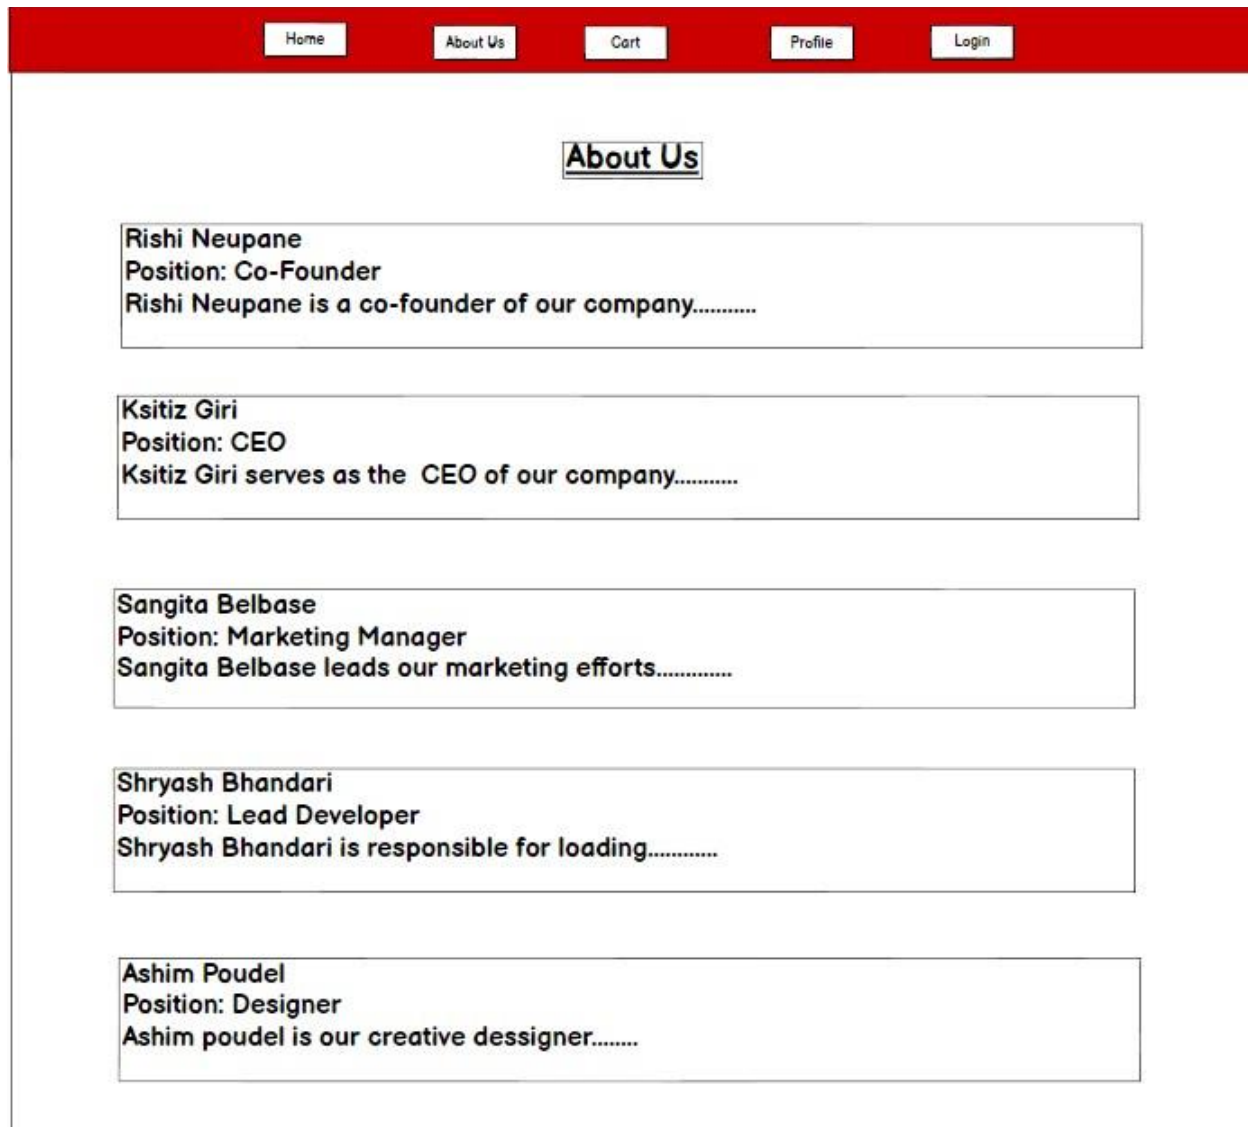 Home About Us Cart Profile Login
About Us
Rishi Neupane
Position: Co-Founder
Rishi Neupane is a co-founder of our company...........
Ksitiz Giri
Position: CEO
Ksitiz Giri serves as the  CEO of our company...........
Sangita Belbase
Position: Marketing Manager
Sangita Belbase leads our marketing efforts.............
Shryash Bhandari
Position: Lead Developer
Shryash Bhandari is responsible for loading............
Ashim Poudel
Position: Designer
Ashim poudel is our creative dessigner........